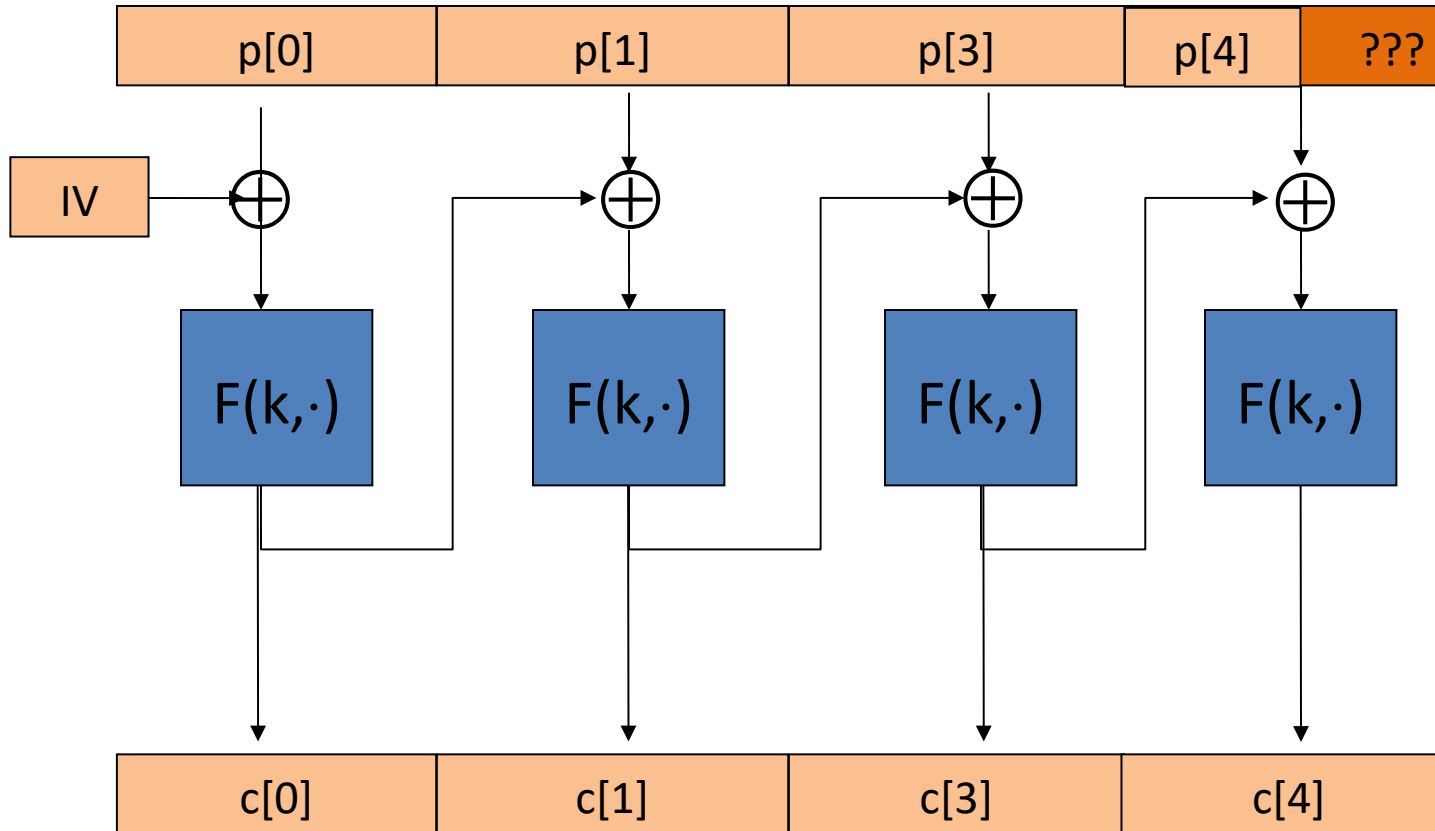 p[0] p[1] p[3] p[4] ???
IV
F(k,·) F(k,·) F(k,·) F(k,·)
c[0] c[1] c[3] c[4]